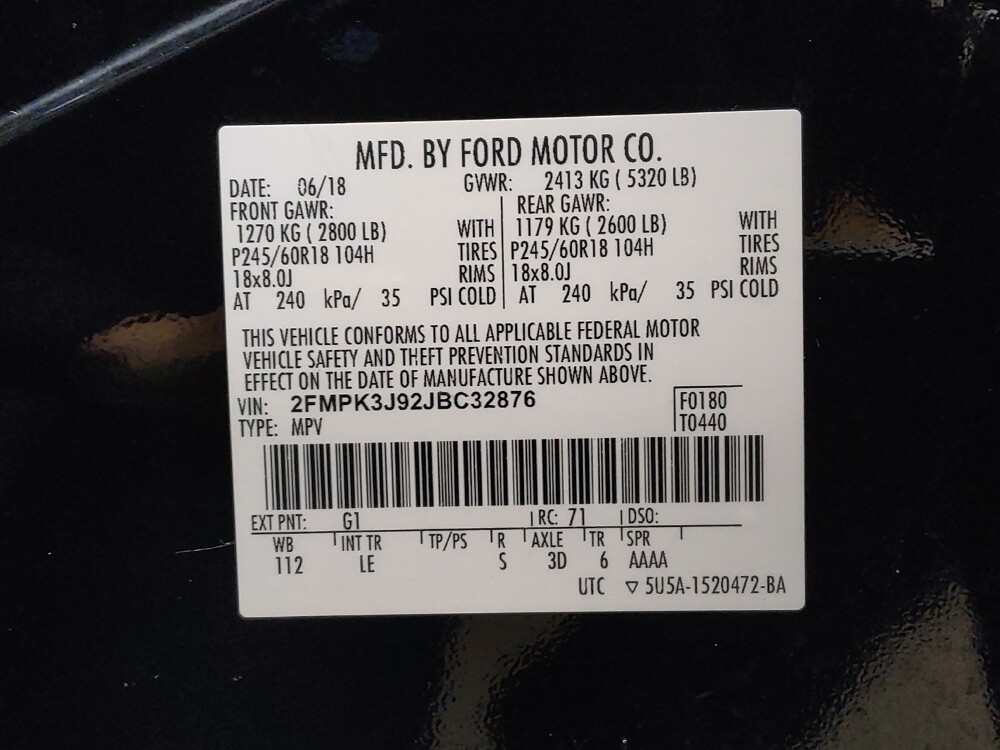 MFD. BY FORD MOTOR CO.
DATE: 06/18 GVWR: 2413 KG ( 5320 LB)
FRONT GAWR: REAR GAWR:
1270 KG ( 2800 LB) WITH 1179 KG ( 2600 LB) WITH
P245/60R18 104H TIRES P245/60R18 104H TIRES
18x8.0J RIMS 18x8.0J RIMS
AT 240 kPa/ 35 PSI COLD AT 240 kPa/ 35 PSI COLD
THIS VEHICLE CONFORMS TO ALL APPLICABLE FEDERAL MOTOR
VEHICLE SAFETY AND THEFT PREVENTION STANDARDS IN
EFFECT ON THE DATE OF MANUFACTURE SHOWN ABOVE.
VIN: 2FMPK3J92JBC32876 F0180
TYPE: MPV T0440
EXT PNT: G1 RC: 71 DSO:
WB INT TR TP/PS R AXLE TR SPR
112 LE S 3D 6 AAAA
UTC ▽ 5U5A-1520472-BA